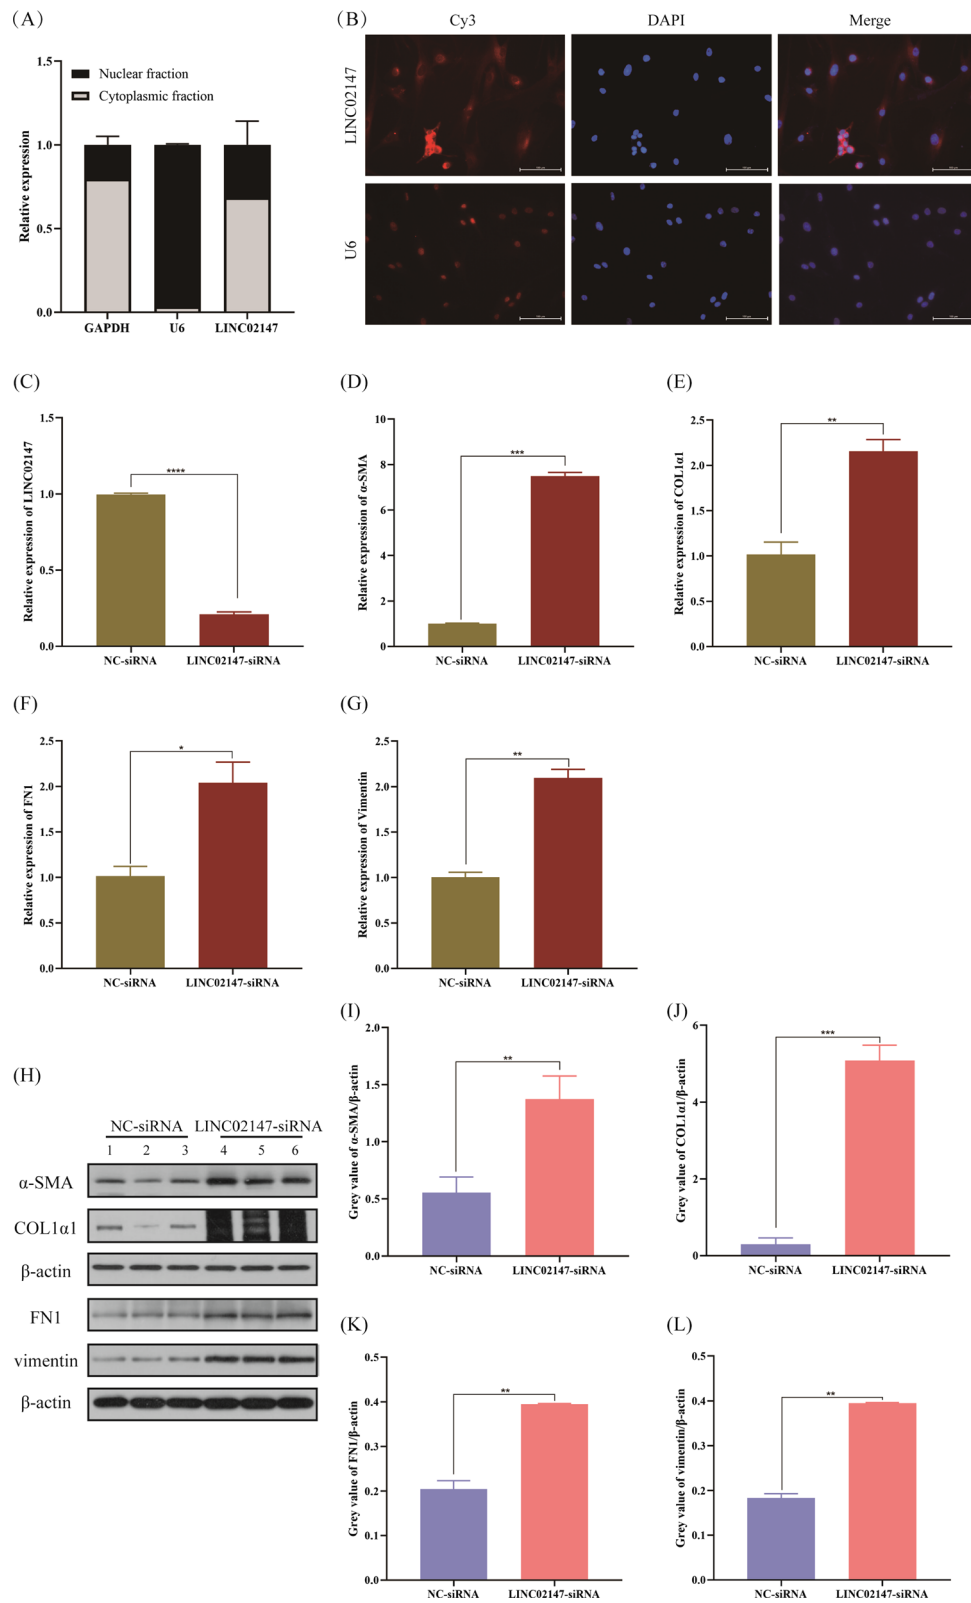 (A)
1.5
1.0
0.5
0.0
Relative expression
Nuclear fraction
Cytoplasmic fraction
GAPDH U6 LINC02147
(B)
Cy3 DAPI Merge
LINC02147
U6
(C)
Relative expression of LINC02147
1.5
1.0
0.5
0.0
****
NC-siRNA LINC02147-siRNA
(D)
Relative expression of α-SMA
10
8
6
4
2
0
***
NC-siRNA LINC02147-siRNA
(E)
Relative expression of COL1α1
2.5
2.0
1.5
1.0
0.5
0.0
**
NC-siRNA LINC02147-siRNA
(F)
Relative expression of FN1
2.5
2.0
1.5
1.0
0.5
0.0
*
NC-siRNA LINC02147-siRNA
(G)
Relative expression of Vimentin
2.5
2.0
1.5
1.0
0.5
0.0
**
NC-siRNA LINC02147-siRNA
(H)
NC-siRNA LINC02147-siRNA
1 2 3 4 5 6
α-SMA
COL1α1
β-actin
FN1
vimentin
β-actin
(I)
Grey value of α-SMA/β-actin
2.0
1.5
1.0
0.5
0.0
**
NC-siRNA LINC02147-siRNA
(J)
Grey value of COL1α1/β-actin
6
4
2
0
***
NC-siRNA LINC02147-siRNA
(K)
Grey value of FN1/β-actin
0.5
0.4
0.3
0.2
0.1
0.0
**
NC-siRNA LINC02147-siRNA
(L)
Grey value of vimentin/β-actin
0.5
0.4
0.3
0.2
0.1
0.0
**
NC-siRNA LINC02147-siRNA